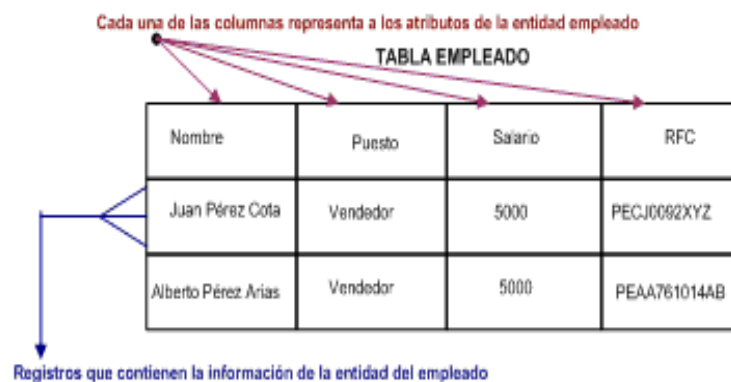 Cada una de las columnas representa a los atributos de la entidad empleado
TABLA EMPLEADO
Nombre Puesto Salario RFC
Juan Pérez Cota Vendedor 5000 PECJ0092XYZ
Alberto Pérez Arias Vendedor 5000 PEAA761014AB
Registros que contienen la información de la entidad del empleado